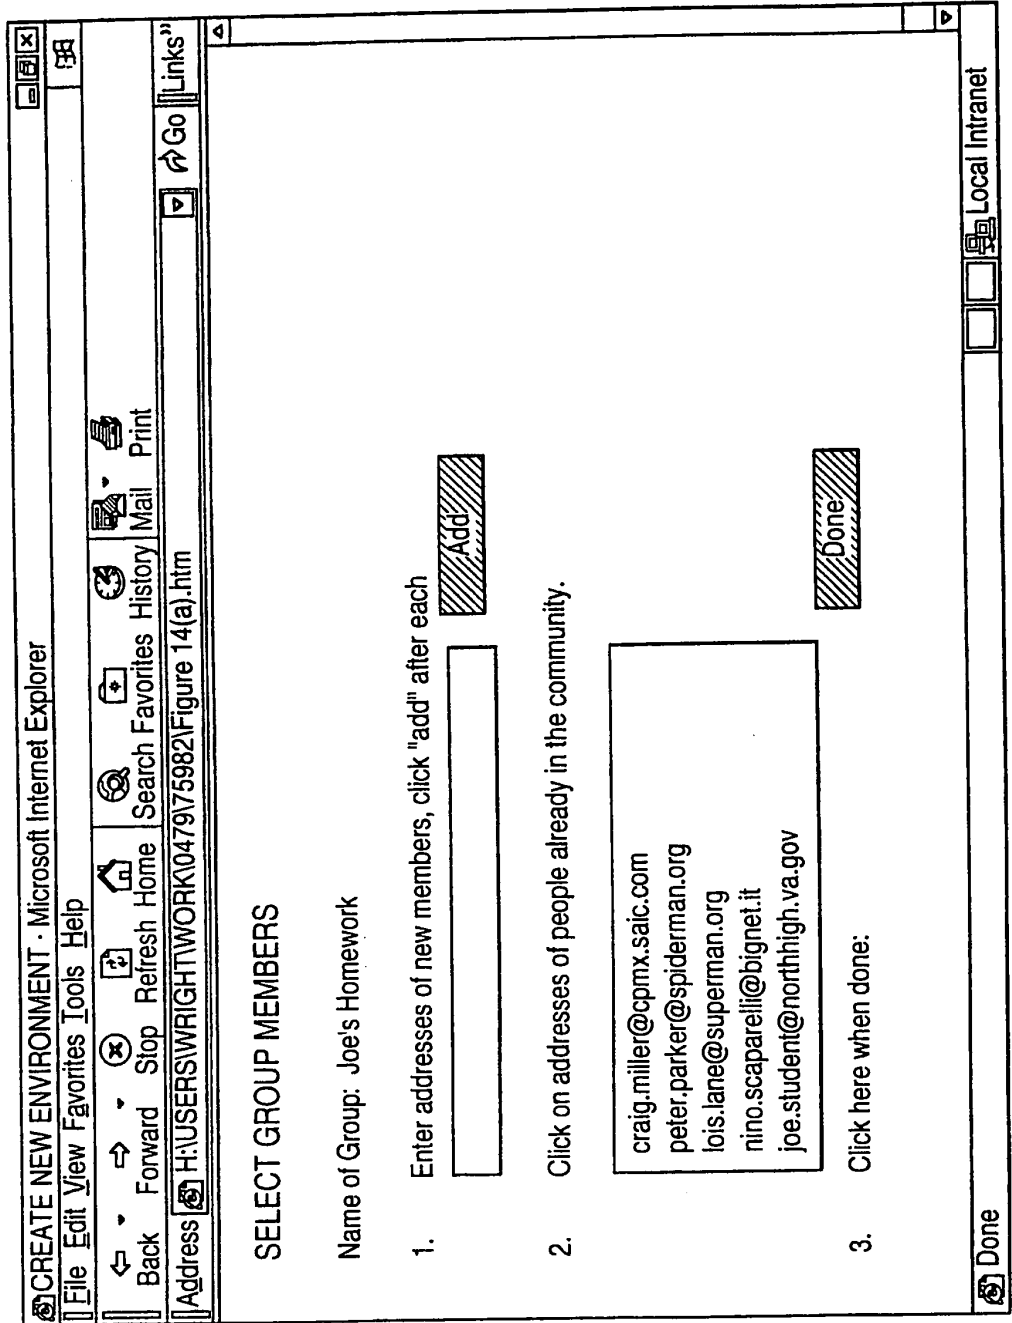 CREATE NEW ENVIRONMENT - Microsoft Internet Explorer
File Edit View Favorites Tools Help
Back Forward Stop Refresh Home Search Favorites History Mail Print
Address H:\USERS\WRIGHT\WORK\0479\75982\Figure 14(a).htm Go Links"
SELECT GROUP MEMBERS
Name of Group: Joe's Homework
1. Enter addresses of new members, click "add" after each
Add
2. Click on addresses of people already in the community.
craig.miller@cpmx.saic.com
peter.parker@spiderman.org
lois.lane@superman.org
nino.scaparelli@bignet.it
joe.student@northhigh.va.gov
Done
3. Click here when done:
Done Local Intranet